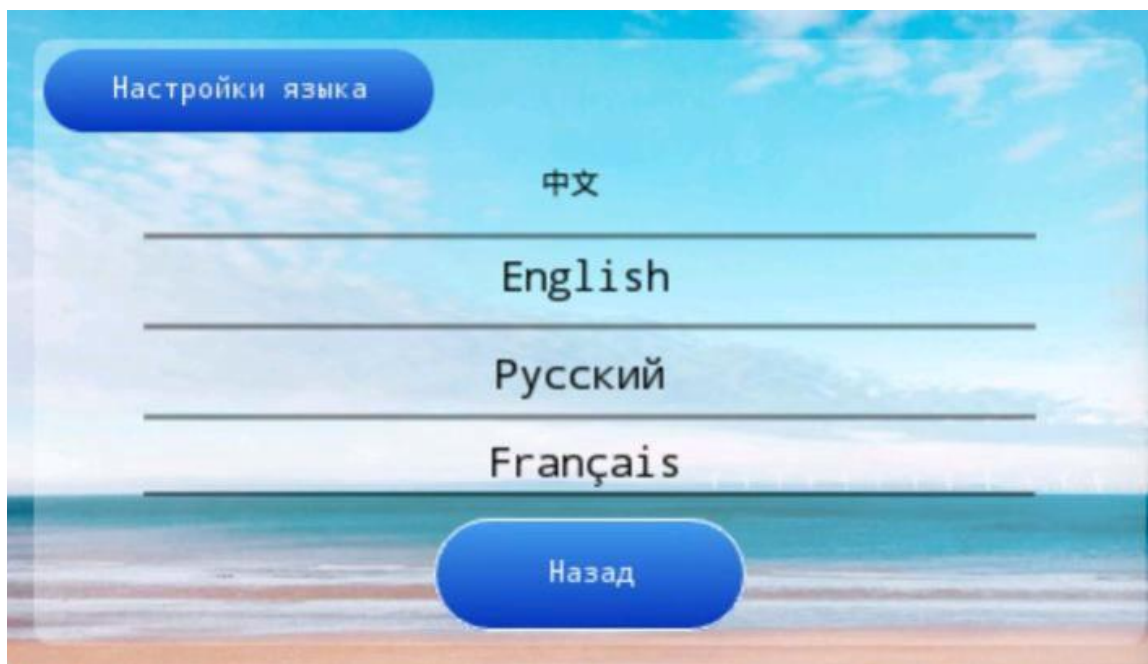 Настройки языка
中文
English
Русский
Français
Назад